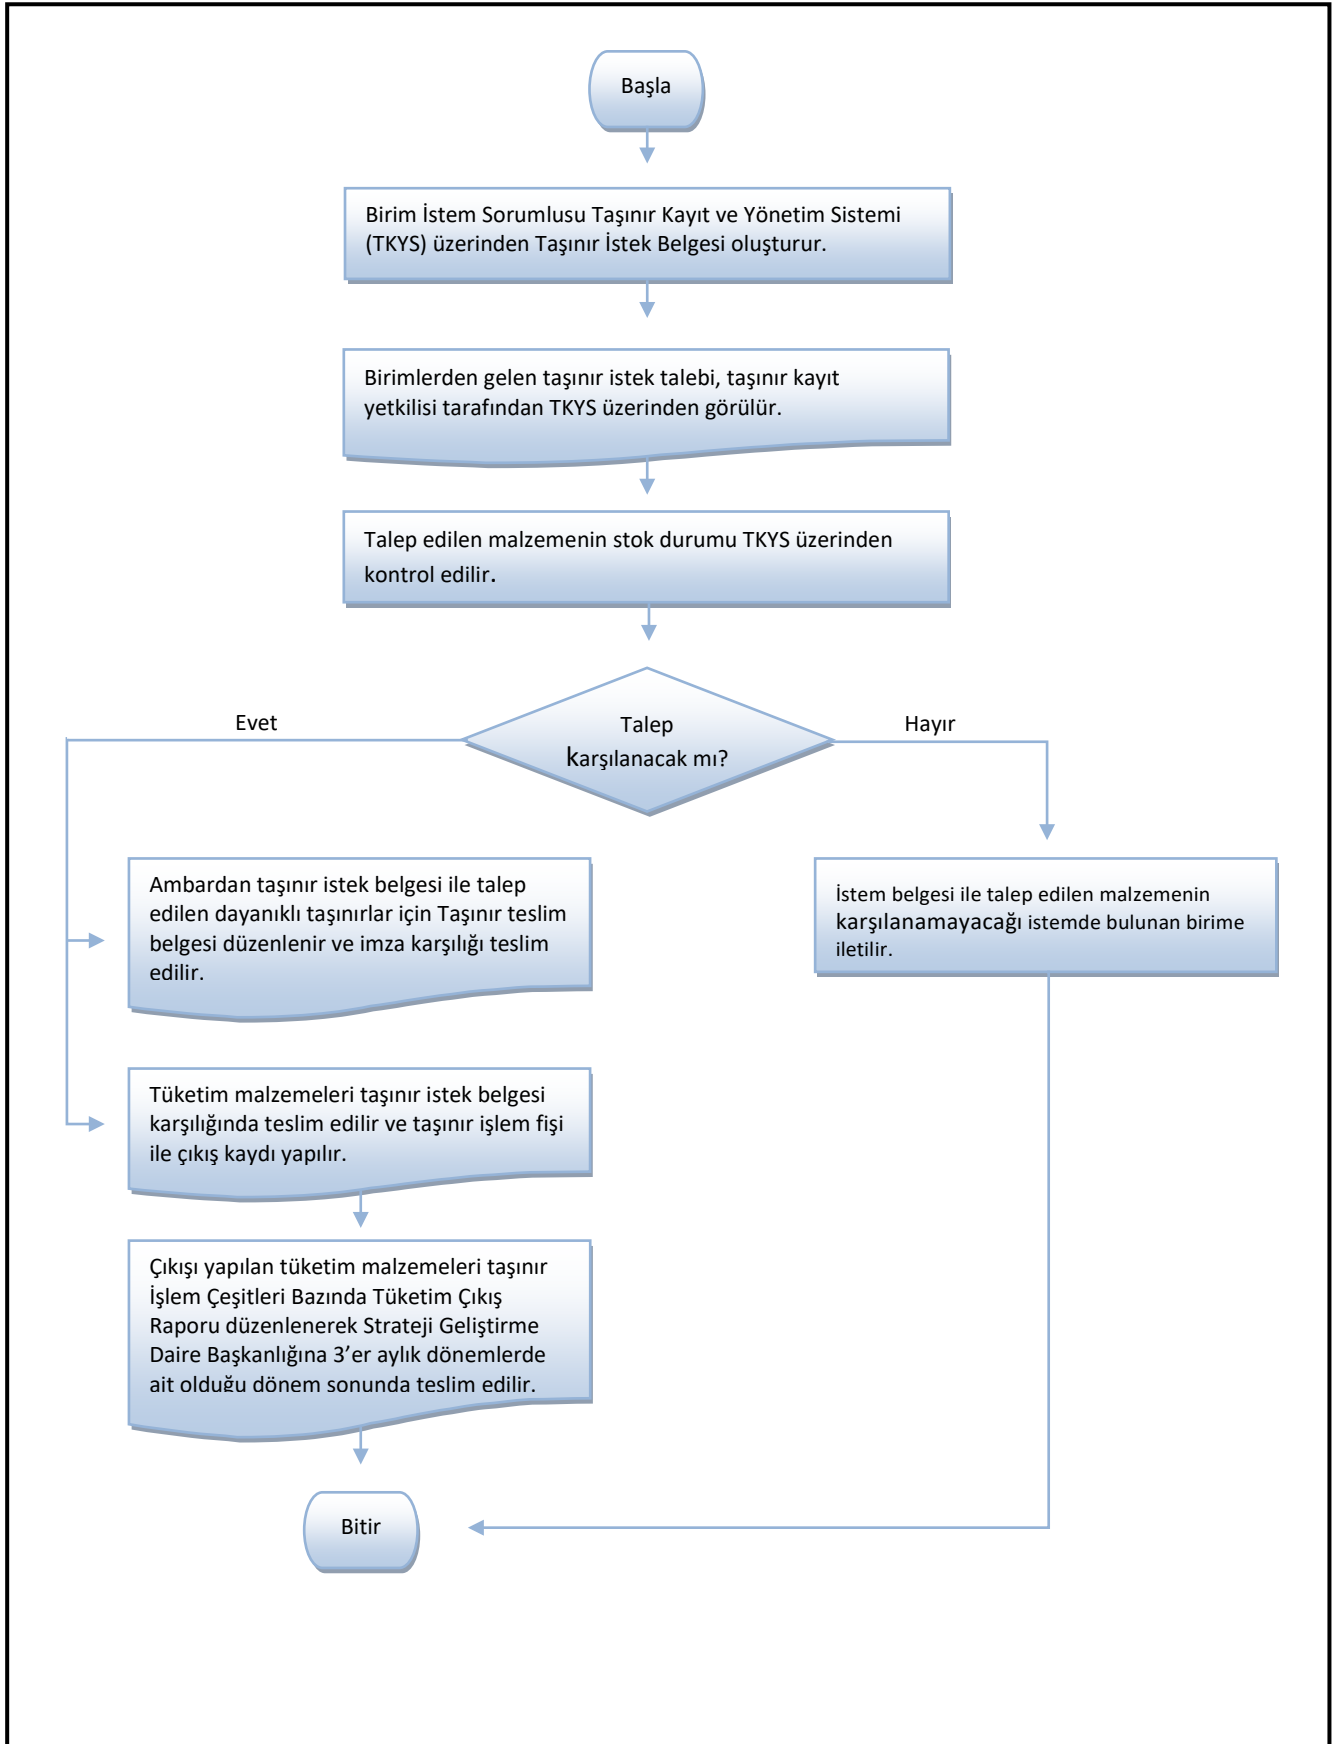 Başla
Birim İstem Sorumlusu Taşınır Kayıt ve Yönetim Sistemi
(TKYS) üzerinden Taşınır İstek Belgesi oluşturur.
Birimlerden gelen taşınır istek talebi, taşınır kayıt
yetkilisi tarafından TKYS üzerinden görülür.
Talep edilen malzemenin stok durumu TKYS üzerinden
kontrol edilir.
Evet
Talep
karşılanacak mı?
Hayır
Ambardan taşınır istek belgesi ile talep
edilen dayanıklı taşınırlar için Taşınır teslim
belgesi düzenlenir ve imza karşılığı teslim
edilir.
İstem belgesi ile talep edilen malzemenin
karşılanamayacağı istemde bulunan birime
iletilir.
Tüketim malzemeleri taşınır istek belgesi
karşılığında teslim edilir ve taşınır işlem fişi
ile çıkış kaydı yapılır.
Çıkışı yapılan tüketim malzemeleri taşınır
İşlem Çeşitleri Bazında Tüketim Çıkış
Raporu düzenlenerek Strateji Geliştirme
Daire Başkanlığına 3’er aylık dönemlerde
ait olduğu dönem sonunda teslim edilir.
Bitir